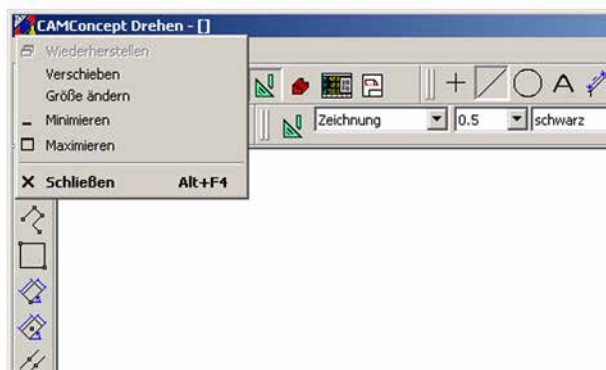 CAMConcept Drehen - []
Wiederherstellen
Verschieben
Größe ändern
Minimieren
Maximieren
Schließen Alt+F4
A
Zeichnung 0.5 schwarz